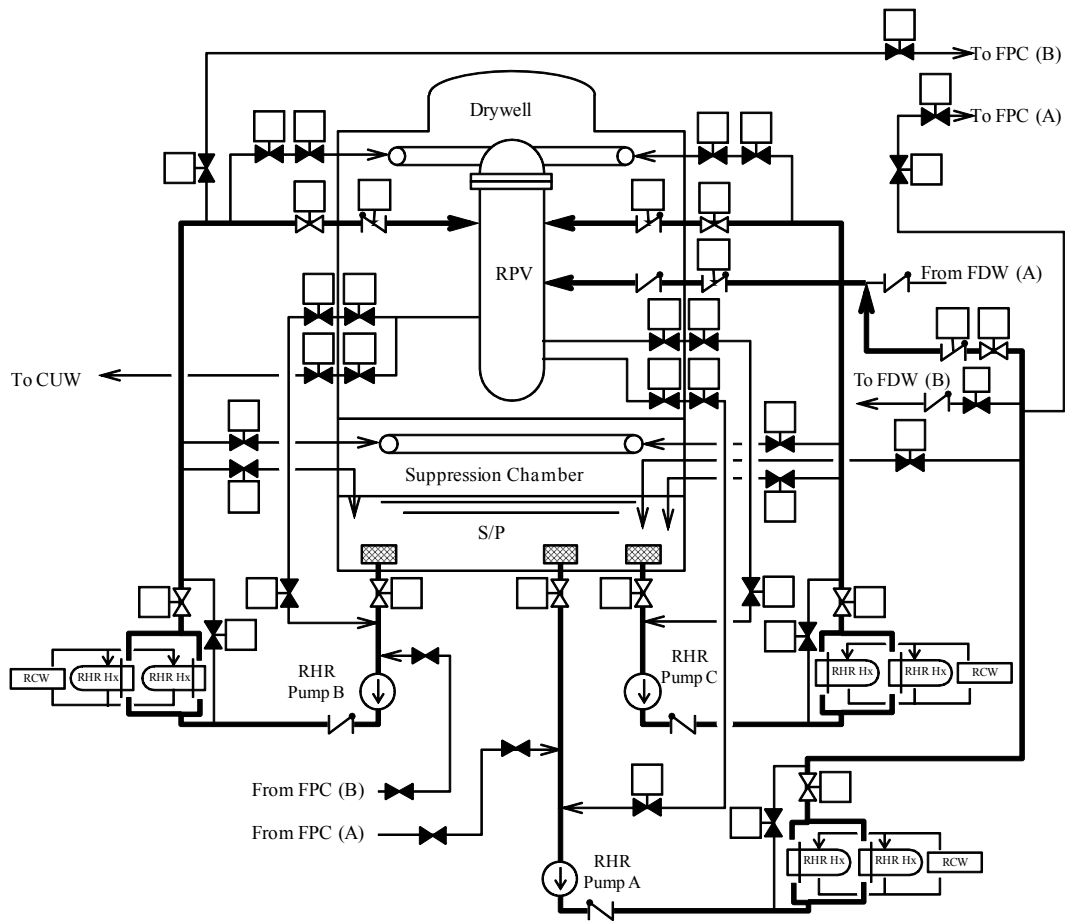 To FPC (B)
To FPC (A)
Drywell
RPV
From FDW (A)
To CUW
To FDW (B)
Suppression Chamber
S/P
RHR
Pump B
RHR
Pump C
RCW
RHR Hx
RHR Hx
RHR Hx
RHR Hx
RCW
From FPC (B)
From FPC (A)
RHR
Pump A
RHR Hx
RHR Hx
RCW